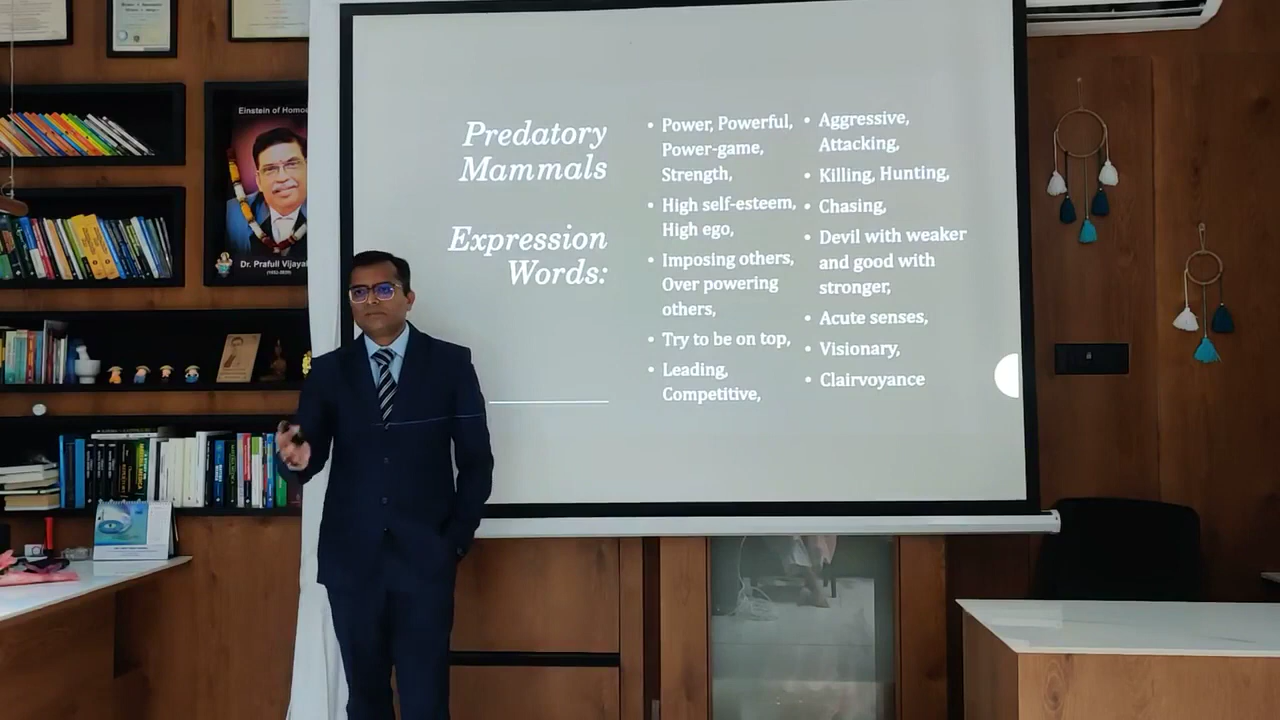 Einstein of Homo
Dr. Prafull Vijaya
Predatory
Mammals
Expression
Words:
• Power, Powerful,
Power-game,
Strength,
• High self-esteem,
High ego,
• Imposing others,
Over powering
others,
• Try to be on top,
• Leading,
Competitive,
• Aggressive,
Attacking,
• Killing, Hunting,
• Chasing,
• Devil with weaker
and good with
stronger,
• Acute senses,
• Visionary,
• Clairvoyance